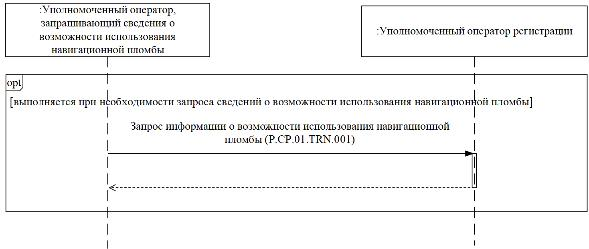 :Уполномоченный оператор,
запрашивающий сведения о
возможности использования
навигационной пломбы
:Уполномоченный оператор регистрации
opt
[выполняется при необходимости запроса сведений о возможности использования навигационной пломбы]
Запрос информации о возможности использования навигационной
пломбы (P.CP.01.TRN.001)